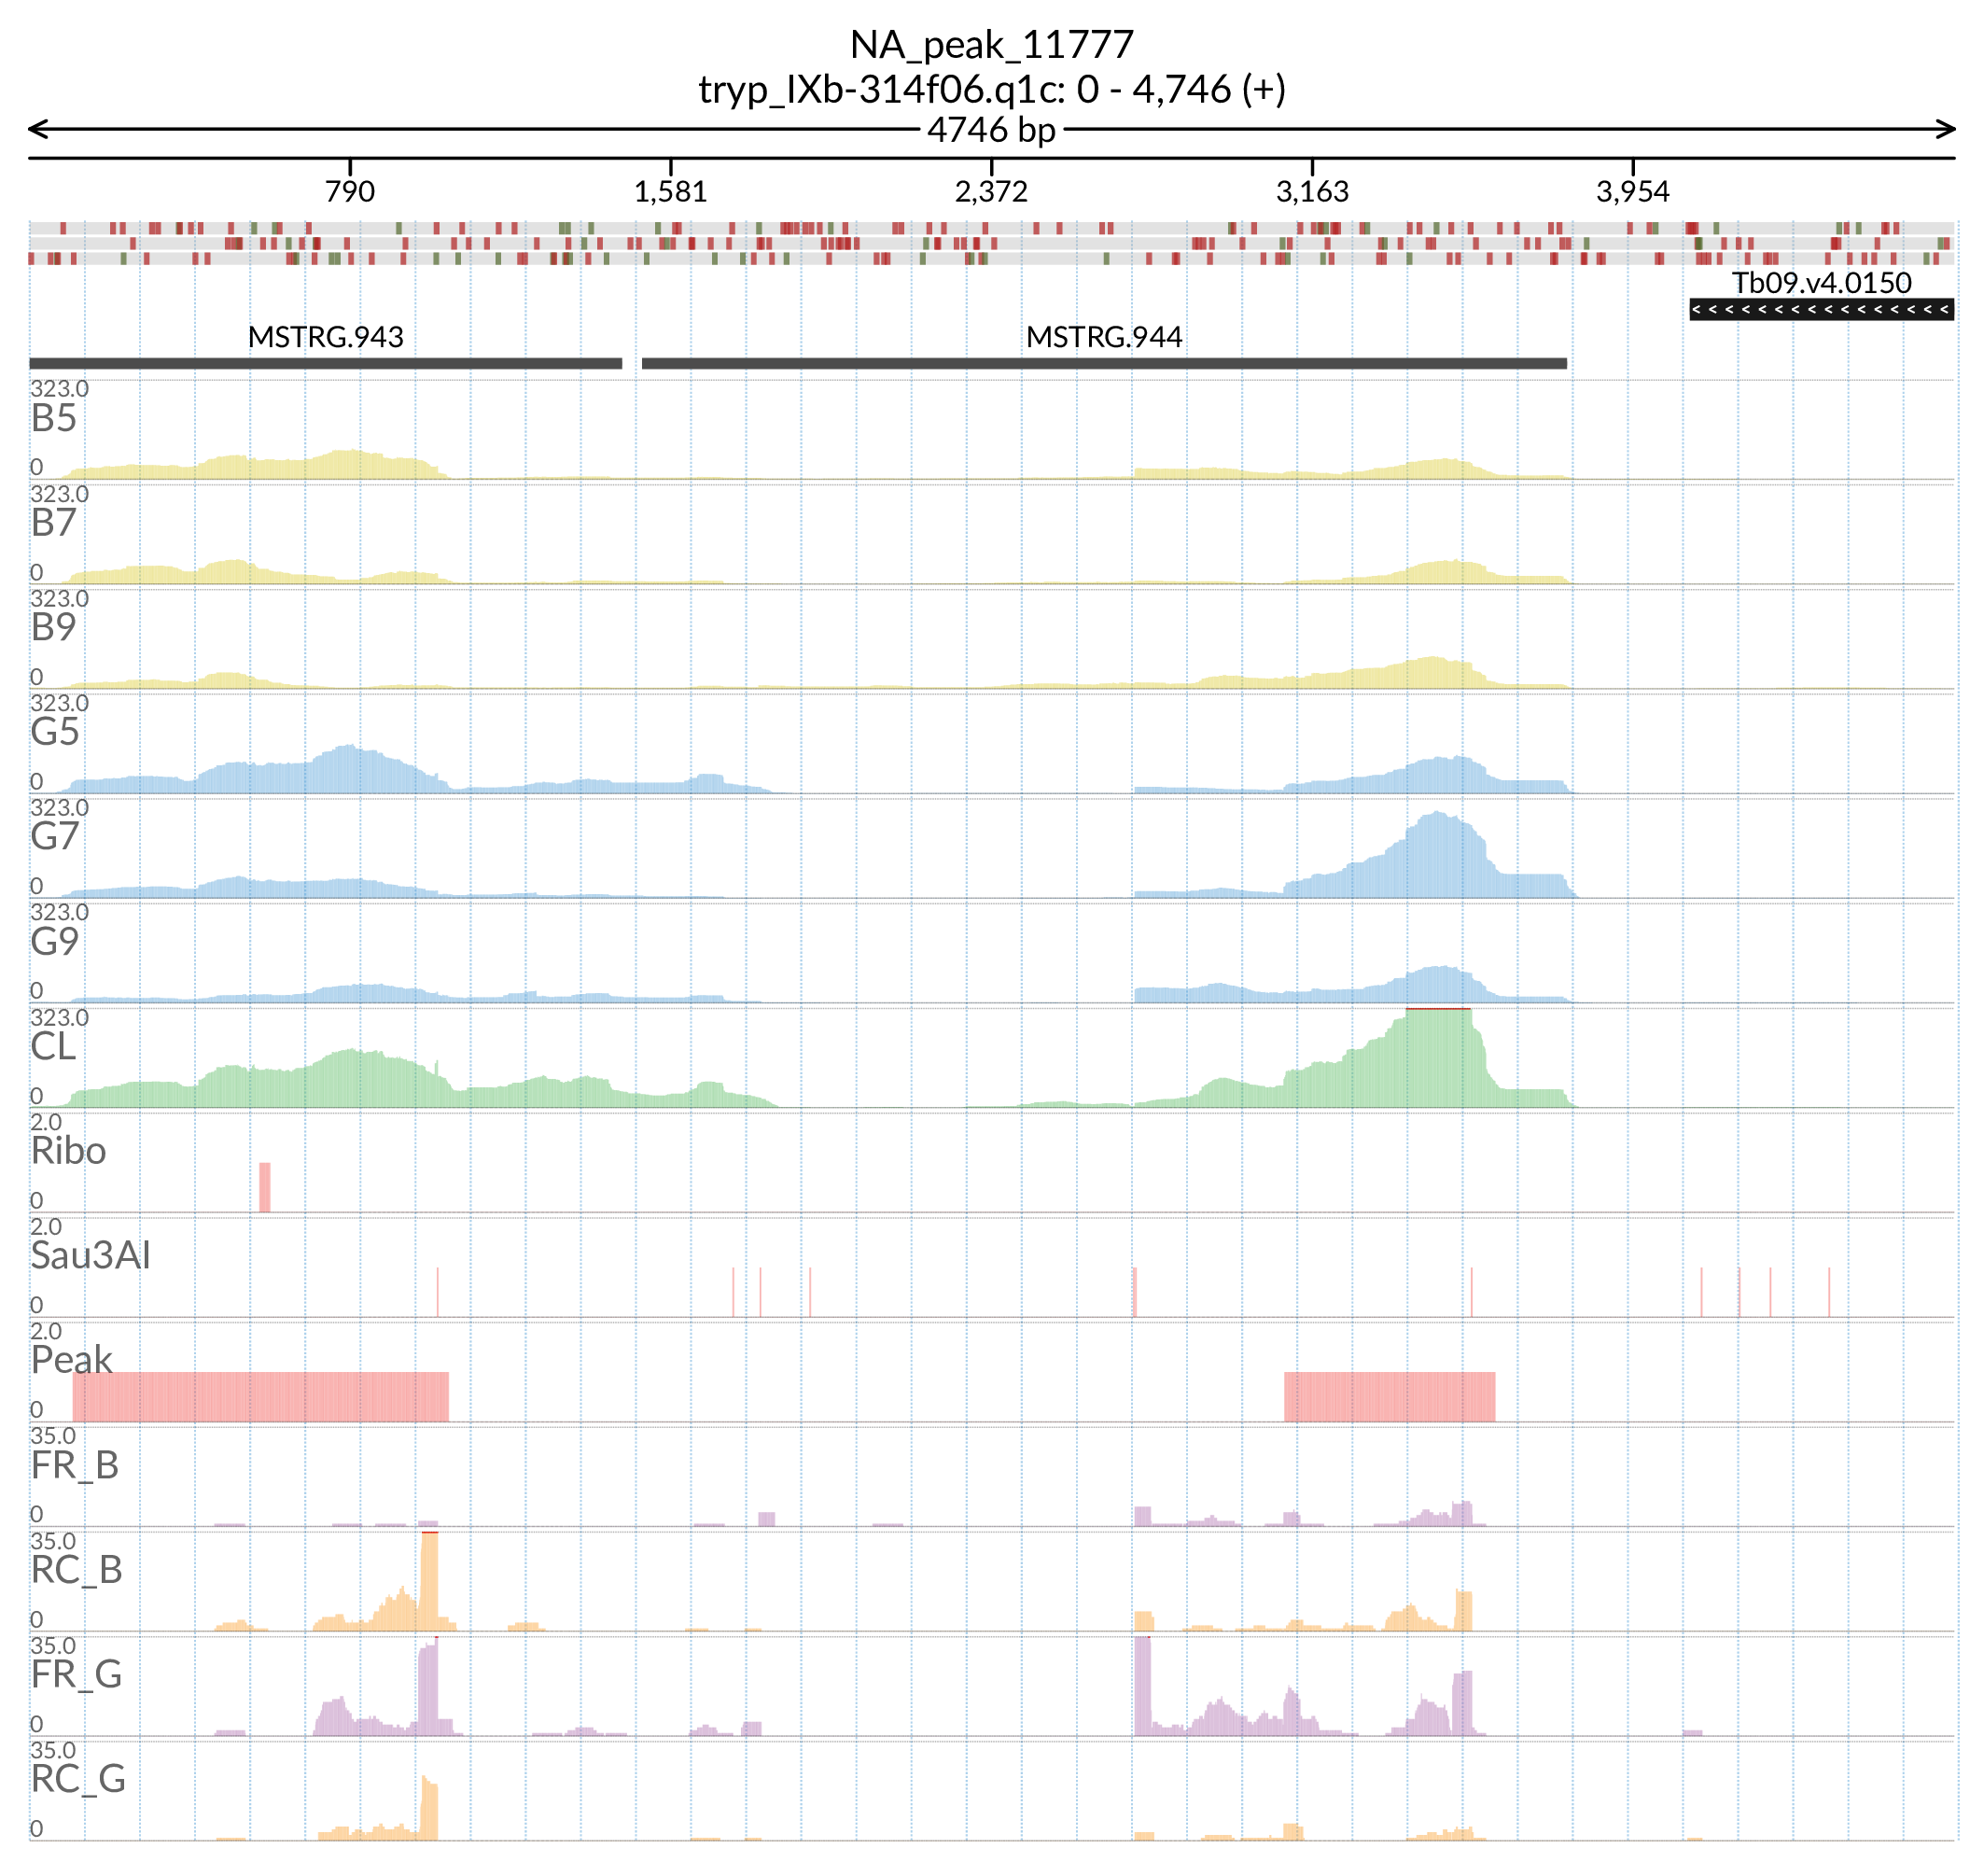 NA_peak_11777
tryp_IXb-314f06.q1c: 0 - 4,746 (+)
4746 bp
790 1,581 2,372 3,163 3,954
Tb09.v4.0150
MSTRG.943 MSTRG.944
323.0
B5
0
323.0
B7
0
323.0
B9
0
323.0
G5
0
323.0
G7
0
323.0
G9
0
323.0
CL
0
2.0
Ribo
0
2.0
Sau3AI
0
2.0
Peak
0
35.0
FR_B
0
35.0
RC_B
0
35.0
FR_G
0
35.0
RC_G
0